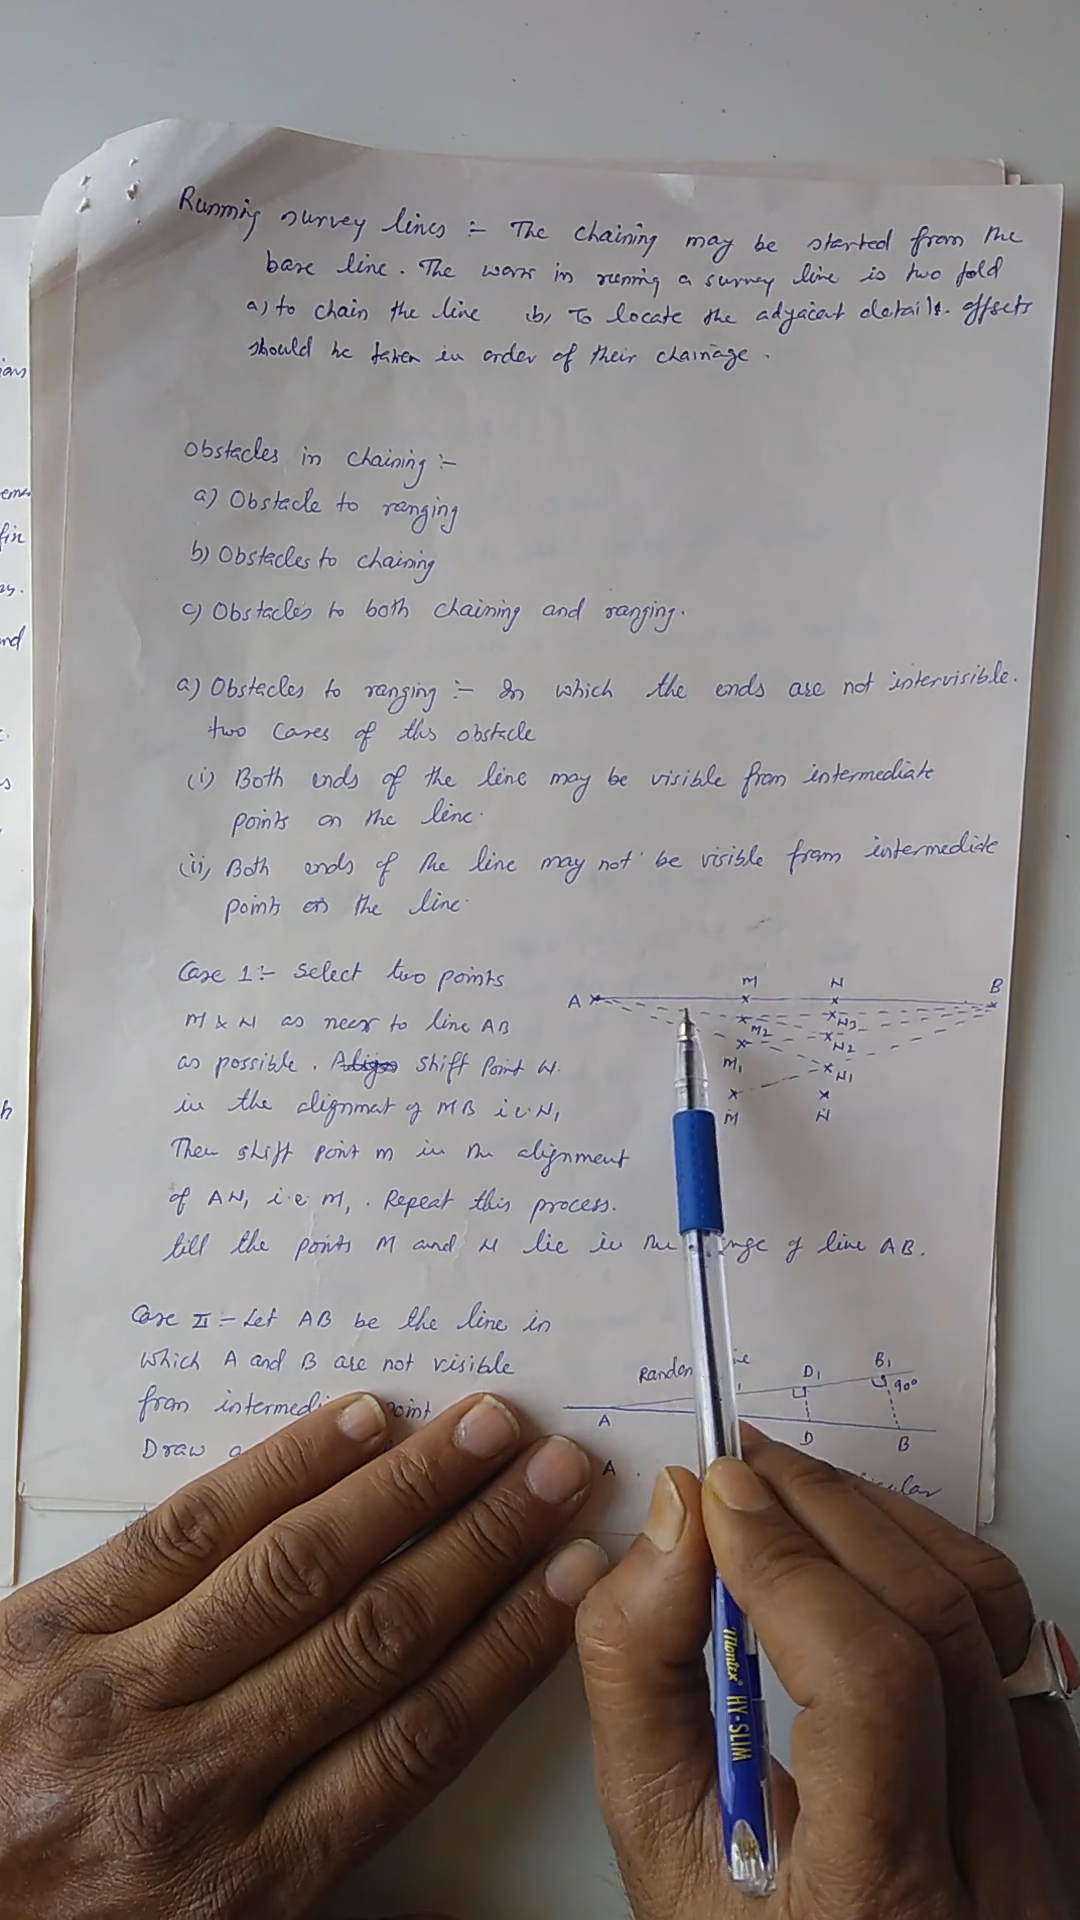 Running survey lines :- The chaining may be started from the
base line. The work in running a survey line is two fold
a) to chain the line b) To locate the adjacent details. offsets
should be taken in order of their chainage.
Obstacles in chaining :-
a) Obstacle to ranging
b) Obstacles to chaining
c) Obstacles to both chaining and ranging.
a) Obstacles to ranging :- In which the ends are not intervisible.
two cases of ths obstacle
(i) Both ends of the line may be visible from intermediate
points on the line.
(ii) Both ends of the line may not be visible from intermediate
points on the line.
Case 1:- Select two points
M & N as near to line AB
as possible. Shift Point N
in the alignmat of MB i.e. N1
Then shift point m in the alignment
of AN, i.e. M1. Repeat this process.
till the points M and N lie in the nge of line AB.
A M N B
M2 N3
N2
M1 N1
M N
Case II :- Let AB be the line in
which A and B are not visible
from intermedi point
Draw a
Random D1 B1
90°
A D B
A
Montex HY-SLIM